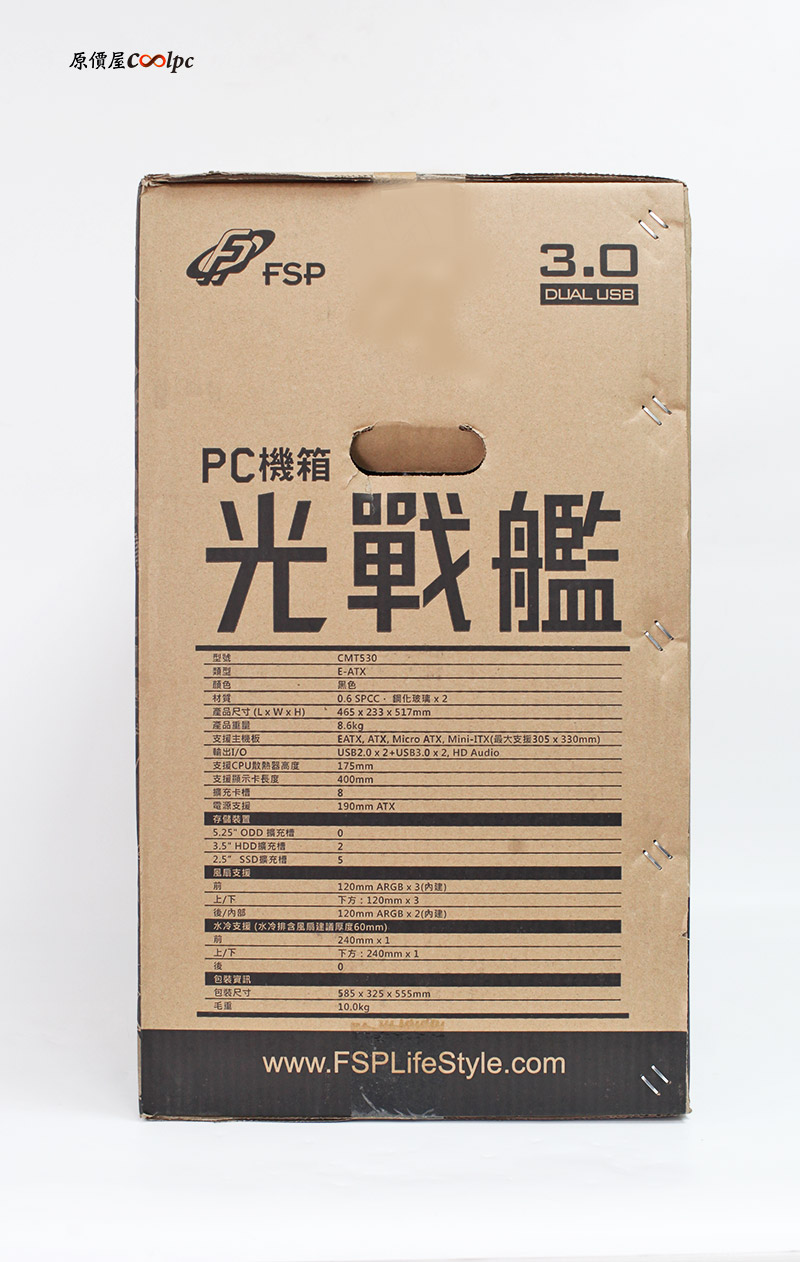 原價屋Coolpc
FSP
3.0
DUAL USB
PC機箱
光戰艦
型號 CMT530
類型 E-ATX
顏色 黑色
材質 0.6 SPCC· 鋼化玻璃 x 2
產品尺寸 (L x W x H) 465 x 233 x 517mm
產品重量 8.6kg
支援主機板 EATX, ATX, Micro ATX, Mini-ITX(最大支援305 x 330mm)
輸出I/O USB2.0 x 2+USB3.0 x 2, HD Audio
支援CPU散熱器高度 175mm
支援顯示卡長度 400mm
擴充卡槽 8
電源支援 190mm ATX
存儲裝置
5.25" ODD 擴充槽 0
3.5" HDD擴充槽 2
2.5" SSD擴充槽 5
風扇支援
前 120mm ARGB x 3(內建)
上/下 下方：120mm x 3
後/內部 120mm ARGB x 2(內建)
水冷支援 (水冷排含風扇建議厚度60mm)
前 240mm x 1
上/下 下方：240mm x 1
後 0
包裝資訊
包裝尺寸 585 x 325 x 555mm
毛重 10.0kg
www.FSPLifeStyle.com